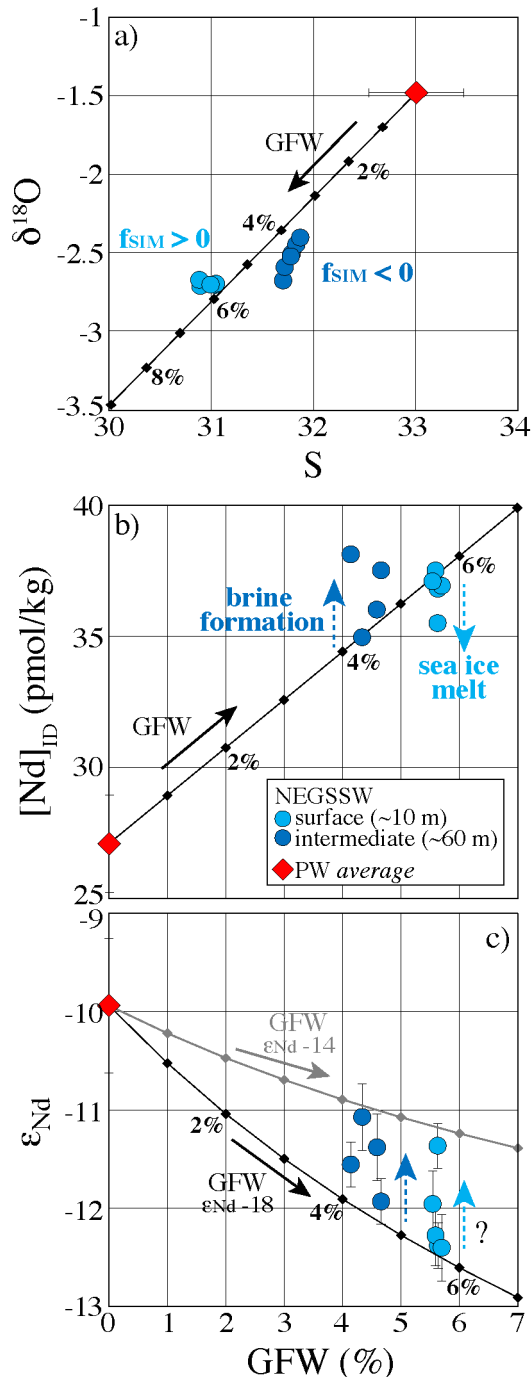 a)
-1
-1.5
-2
-2.5
-3
-3.5
δ18O
GFW
2%
4%
6%
8%
fSIM > 0
fSIM < 0
30
31
32
33
34
S
b)
40
35
30
25
[Nd]ID (pmol/kg)
brine
formation
6%
4%
sea ice
melt
GFW
2%
NEGSSW
surface (~10 m)
intermediate (~60 m)
PW average
c)
-9
-10
-11
-12
-13
εNd
GFW
εNd -14
2%
GFW
εNd -18
4%
?
6%
0
1
2
3
4
5
6
7
GFW (%)